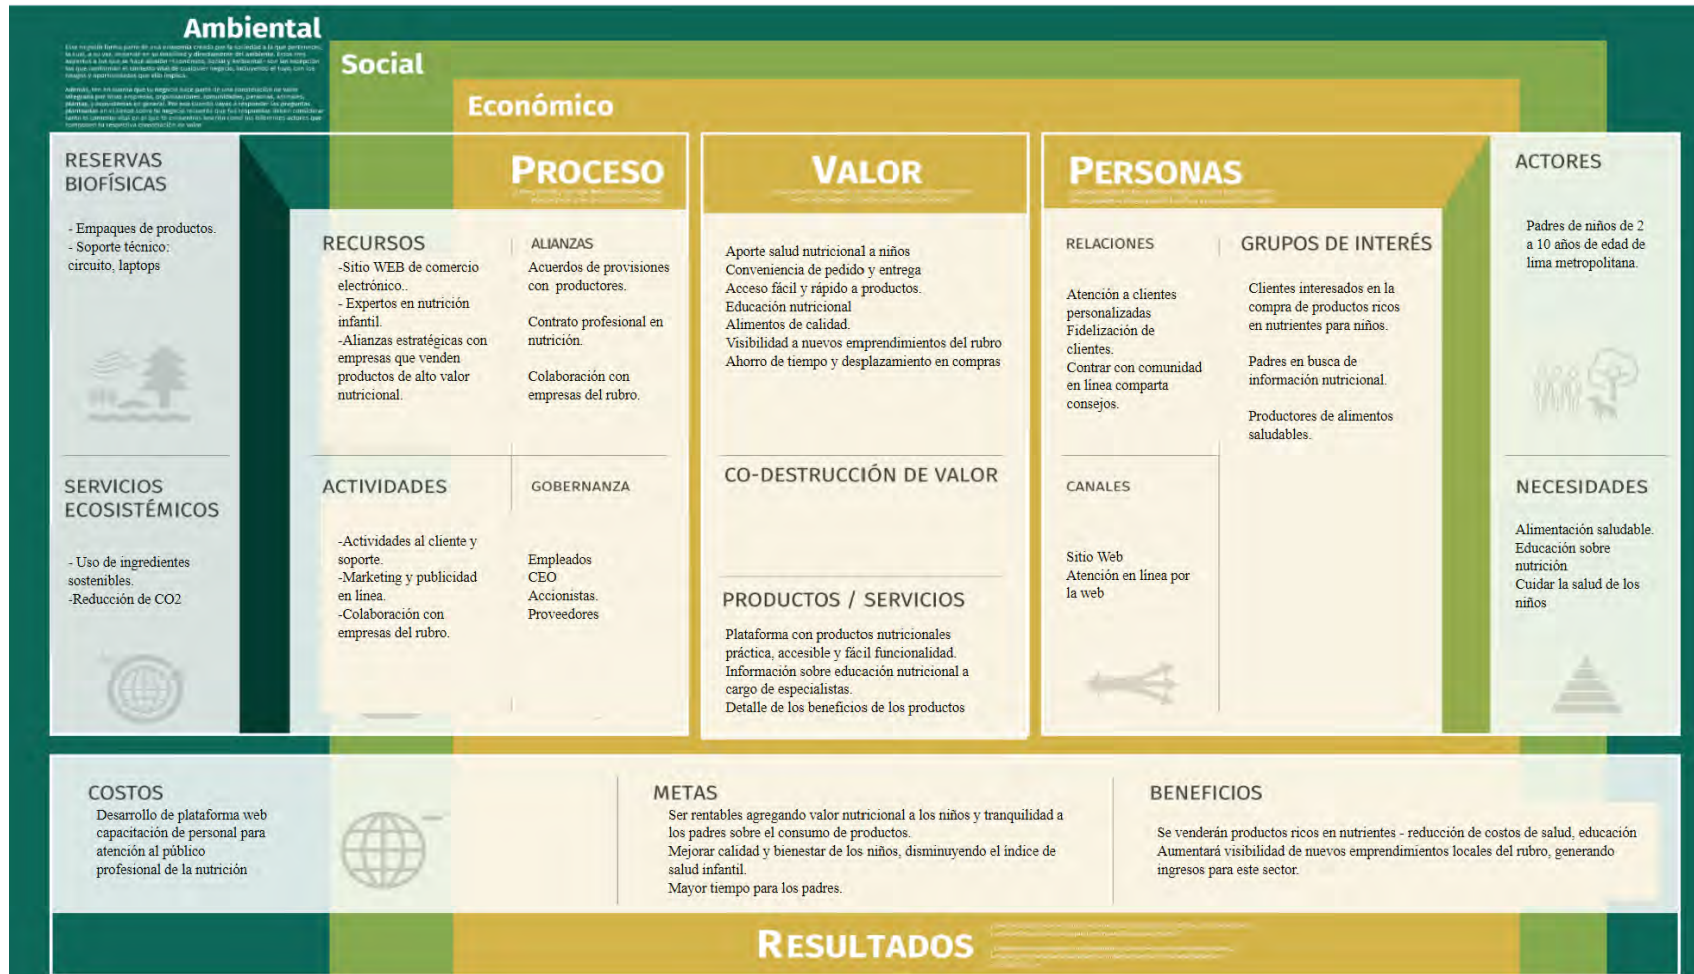 Ambiental
Social
Económico
RESERVAS
BIOFÍSICAS
- Empaques de productos.
- Soporte técnico:
circuito, laptops
SERVICIOS
ECOSISTÉMICOS
- Uso de ingredientes
sostenibles.
-Reducción de CO2
PROCESO
RECURSOS
-Sitio WEB de comercio
electrónico..
- Expertos en nutrición
infantil.
-Alianzas estratégicas con
empresas que venden
productos de alto valor
nutricional.
ALIANZAS
Acuerdos de provisiones
con productores.
Contrato profesional en
nutrición.
Colaboración con
empresas del rubro.
ACTIVIDADES
-Actividades al cliente y
soporte.
-Marketing y publicidad
en línea.
-Colaboración con
empresas del rubro.
GOBERNANZA
Empleados
CEO
Accionistas.
Proveedores
VALOR
Aporte salud nutricional a niños
Conveniencia de pedido y entrega
Acceso fácil y rápido a productos.
Educación nutricional
Alimentos de calidad.
Visibilidad a nuevos emprendimientos del rubro
Ahorro de tiempo y desplazamiento en compras
CO-DESTRUCCIÓN DE VALOR
PRODUCTOS / SERVICIOS
Plataforma con productos nutricionales
práctica, accesible y fácil funcionalidad.
Información sobre educación nutricional a
cargo de especialistas.
Detalle de los beneficios de los productos
PERSONAS
RELACIONES
Atención a clientes
personalizadas
Fidelización de
clientes.
Contrar con comunidad
en línea comparta
consejos.
GRUPOS DE INTERÉS
Clientes interesados en la
compra de productos ricos
en nutrientes para niños.
Padres en busca de
información nutricional.
Productores de alimentos
saludables.
CANALES
Sitio Web
Atención en línea por
la web
ACTORES
Padres de niños de 2
a 10 años de edad de
lima metropolitana.
NECESIDADES
Alimentación saludable.
Educación sobre
nutrición
Cuidar la salud de los
niños
COSTOS
Desarrollo de plataforma web
capacitación de personal para
atención al público
profesional de la nutrición
METAS
Ser rentables agregando valor nutricional a los niños y tranquilidad a
los padres sobre el consumo de productos.
Mejorar calidad y bienestar de los niños, disminuyendo el índice de
salud infantil.
Mayor tiempo para los padres.
BENEFICIOS
Se venderán productos ricos en nutrientes - reducción de costos de salud, educación
Aumentará visibilidad de nuevos emprendimientos locales del rubro, generando
ingresos para este sector.
RESULTADOS